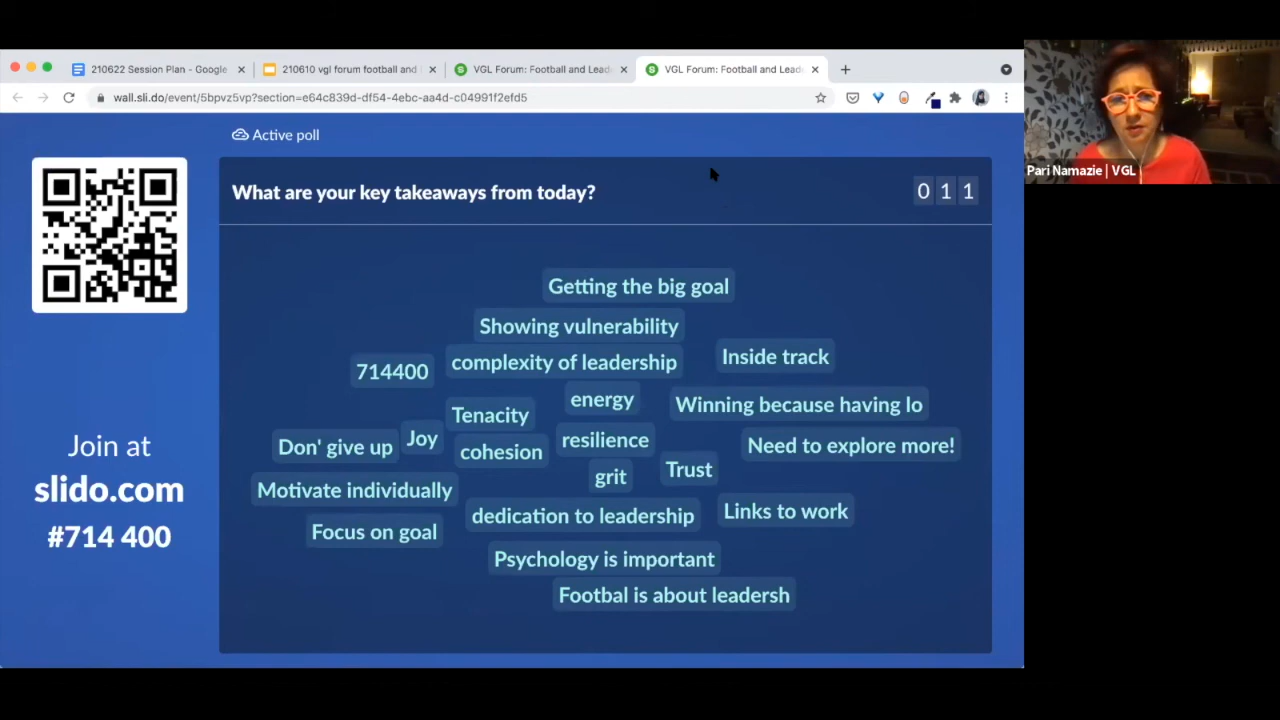 210622 Session Plan - Google
210610 vgl forum football and
VGL Forum: Football and Lead
VGL Forum: Football and Lead
wall.sli.do/event/5bpvz5vp?section=e64c839d-df54-4ebc-aa4d-c04991f2efd5
Active poll
What are your key takeaways from today?
0 1 1
Pari Namazie | VGL
Join at
slido.com
#714 400
Getting the big goal
Showing vulnerability
complexity of leadership
Inside track
714400
energy
Winning because having lo
Tenacity
Joy
Don' give up
cohesion
resilience
Need to explore more!
grit
Trust
Motivate individually
dedication to leadership
Links to work
Focus on goal
Psychology is important
Footbal is about leadersh